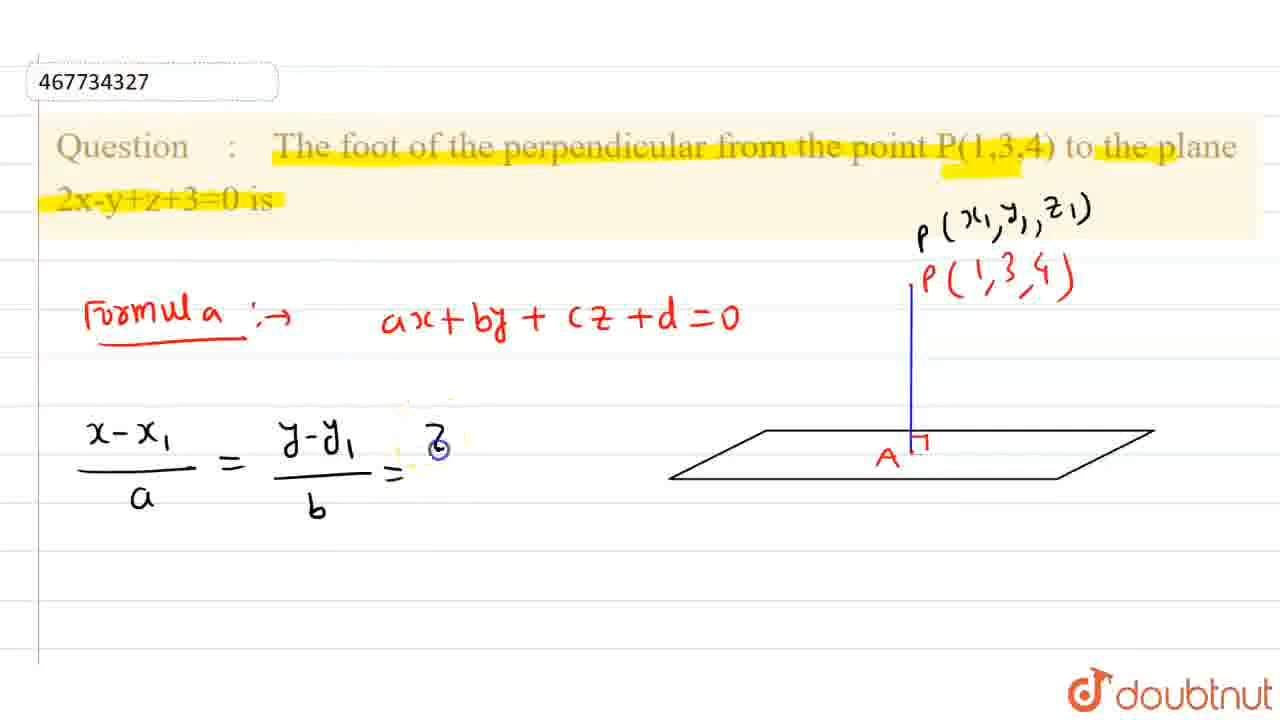 467734327
Question : The foot of the perpendicular from the point P(1,3,4) to the plane
2x-y+z+3=0 is
P(x₁,y₁,z₁)
P(1,3,4)
Formula :→ ax+by+cz+d=0
x-x₁/a = y-y₁/b = z
A
doubtnut